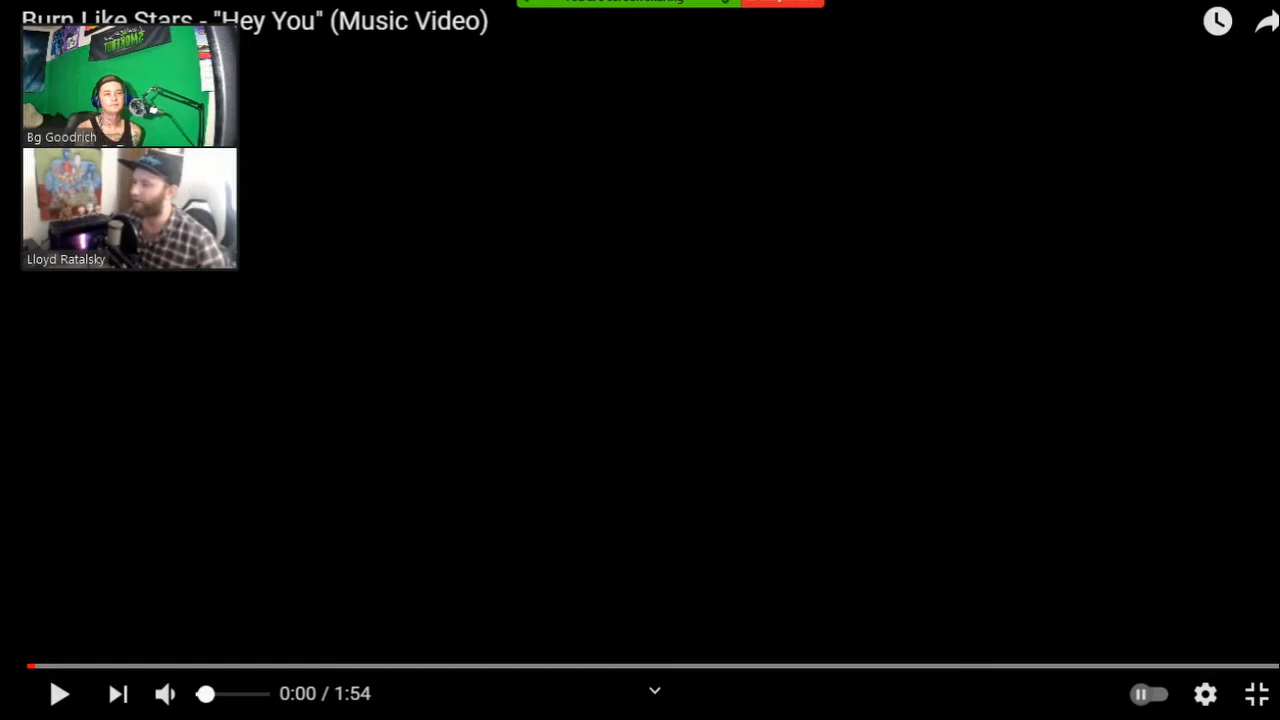 Burn Like Stars - "Hey You" (Music Video)
Bg Goodrich
Lloyd Ratalsky
0:00 / 1:54